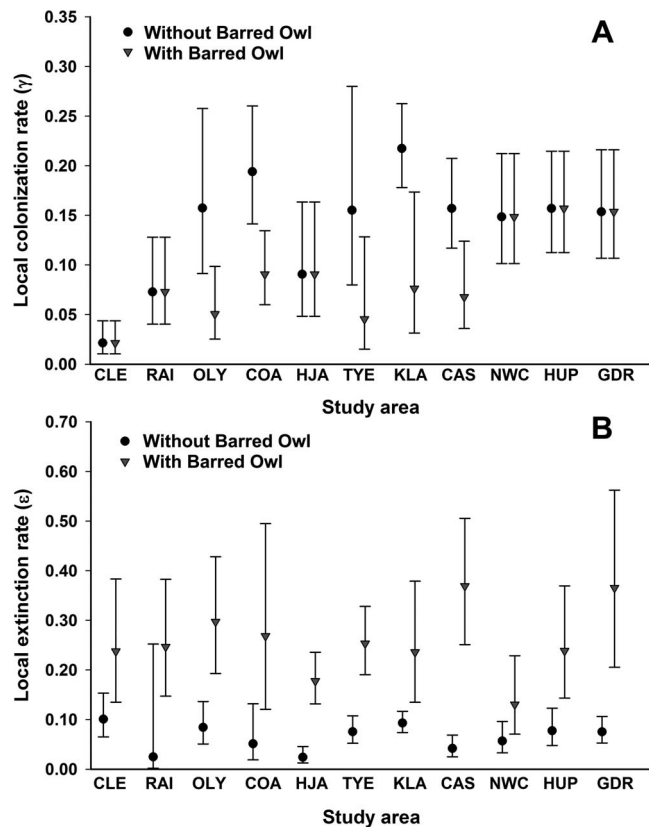 A
Without Barred Owl
With Barred Owl
Local colonization rate (γ)
0.35
0.30
0.25
0.20
0.15
0.10
0.05
0.00
CLE RAI OLY COA HJA TYE KLA CAS NWC HUP GDR
Study area
B
Without Barred Owl
With Barred Owl
Local extinction rate (ε)
0.70
0.60
0.50
0.40
0.30
0.20
0.10
0.00
CLE RAI OLY COA HJA TYE KLA CAS NWC HUP GDR
Study area